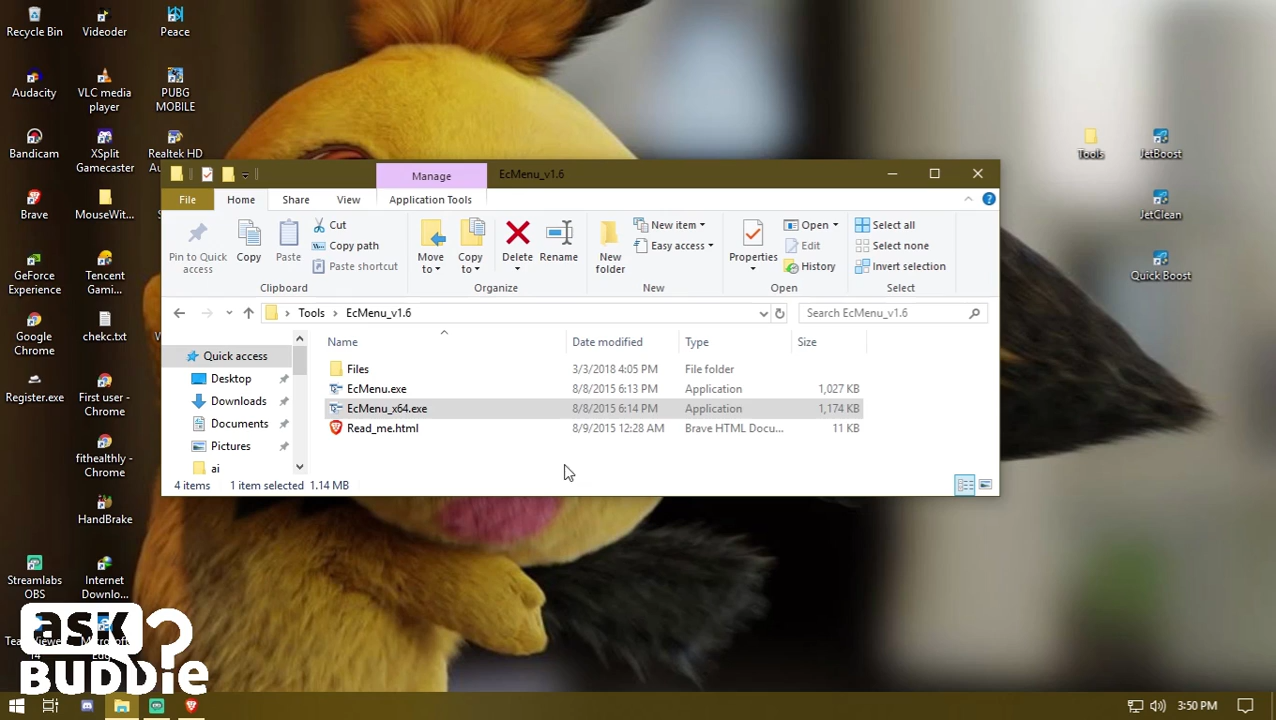 Recycle Bin
Videoder
Peace
Audacity
VLC media
player
PUBG
MOBILE
Bandicam
XSplit
Gamecaster
Realtek HD
Brave
MouseWit...
GeForce
Experience
Tencent
Gami...
Google
Chrome
chekc.txt
Register.exe
First user -
Chrome
fithealthly -
Chrome
HandBrake
Streamlabs
OBS
Internet
Downlo...
Tools
JetBoost
JetClean
Quick Boost
Manage
EcMenu_v1.6
File
Home
Share
View
Application Tools
Pin to Quick
access
Copy
Paste
Cut
Copy path
Paste shortcut
Clipboard
Move
to
Copy
to
Delete
Rename
Organize
New
folder
New item
Easy access
New
Properties
Open
Edit
History
Open
Select all
Select none
Invert selection
Select
Tools > EcMenu_v1.6
Search EcMenu_v1.6
Name Date modified Type Size
Quick access
Desktop
Downloads
Documents
Pictures
ai
Files 3/3/2018 4:05 PM File folder
EcMenu.exe 8/8/2015 6:13 PM Application 1,027 KB
EcMenu_x64.exe 8/8/2015 6:14 PM Application 1,174 KB
Read_me.html 8/9/2015 12:28 AM Brave HTML Docu... 11 KB
4 items 1 item selected 1.14 MB
ask
BUDDiE
3:50 PM